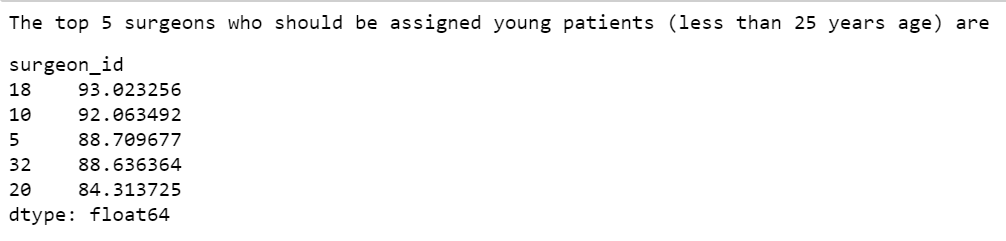 The top 5 surgeons who should be assigned young patients (less than 25 years age) are
surgeon_id
18    93.023256
10    92.063492
5     88.709677
32    88.636364
20    84.313725
dtype: float64